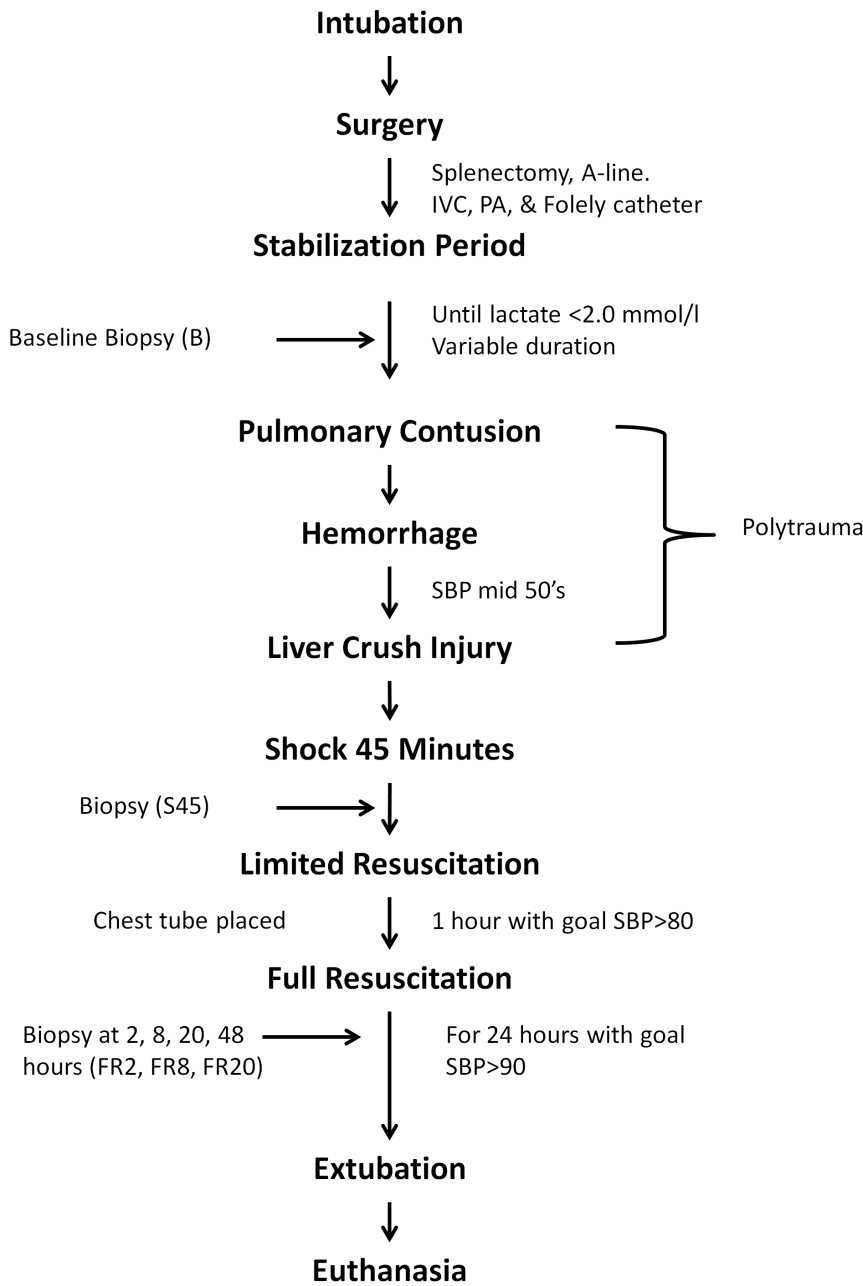 Intubation
Surgery
Splenectomy, A-line.
IVC, PA, & Folely catheter
Stabilization Period
Baseline Biopsy (B)
Until lactate <2.0 mmol/l
Variable duration
Pulmonary Contusion
Hemorrhage
Polytrauma
SBP mid 50’s
Liver Crush Injury
Shock 45 Minutes
Biopsy (S45)
Limited Resuscitation
Chest tube placed
1 hour with goal SBP>80
Full Resuscitation
Biopsy at 2, 8, 20, 48
hours (FR2, FR8, FR20)
For 24 hours with goal
SBP>90
Extubation
Euthanasia